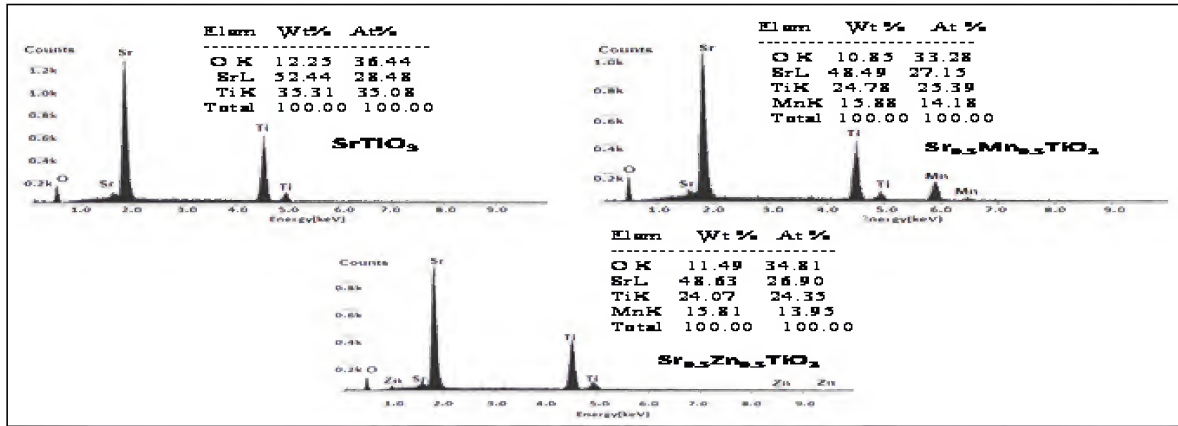 Elem Wt% At%
O K 12.25 36.44
SrL 52.44 28.48
TiK 35.31 35.08
Total 100.00 100.00
SrTiO₃
Counts
1.2k
1.0k
0.8k
0.6k
0.4k
0.2k
O
Sr
Sr
Ti
Ti
1.0 2.0 3.0 4.0 5.0 6.0 7.0 8.0 9.0
Energy(keV)
Elem Wt % At %
O K 10.85 33.28
SrL 48.49 27.15
TiK 24.78 25.39
MnK 15.88 14.18
Total 100.00 100.00
Sr₀.₅Mn₀.₅TiO₂
Counts
1.0k
0.8k
0.6k
0.4k
0.2k
O
Sr
Sr
Ti
Ti
Mn
Mn
1.0 2.0 3.0 4.0 5.0 6.0 7.0 8.0 9.0
Energy(keV)
Elem Wt % At %
O K 11.49 34.81
SrL 48.63 26.90
TiK 24.07 24.35
MnK 15.81 13.95
Total 100.00 100.00
Sr₀.₅Zn₀.₅TiO₂
Counts
0.8k
0.6k
0.4k
0.2k
O
Zn
Sr
Sr
Ti
Ti
Zn
Zn
1.0 2.0 3.0 4.0 5.0 6.0 7.0 8.0 9.0
Energy(keV)